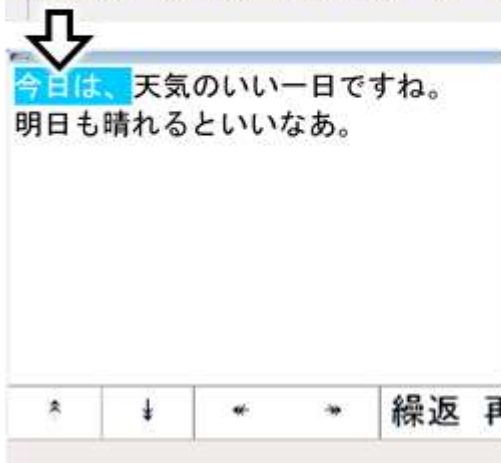 今日は、天気のいい一日ですね。
明日も晴れるといいなあ。
繰返 再